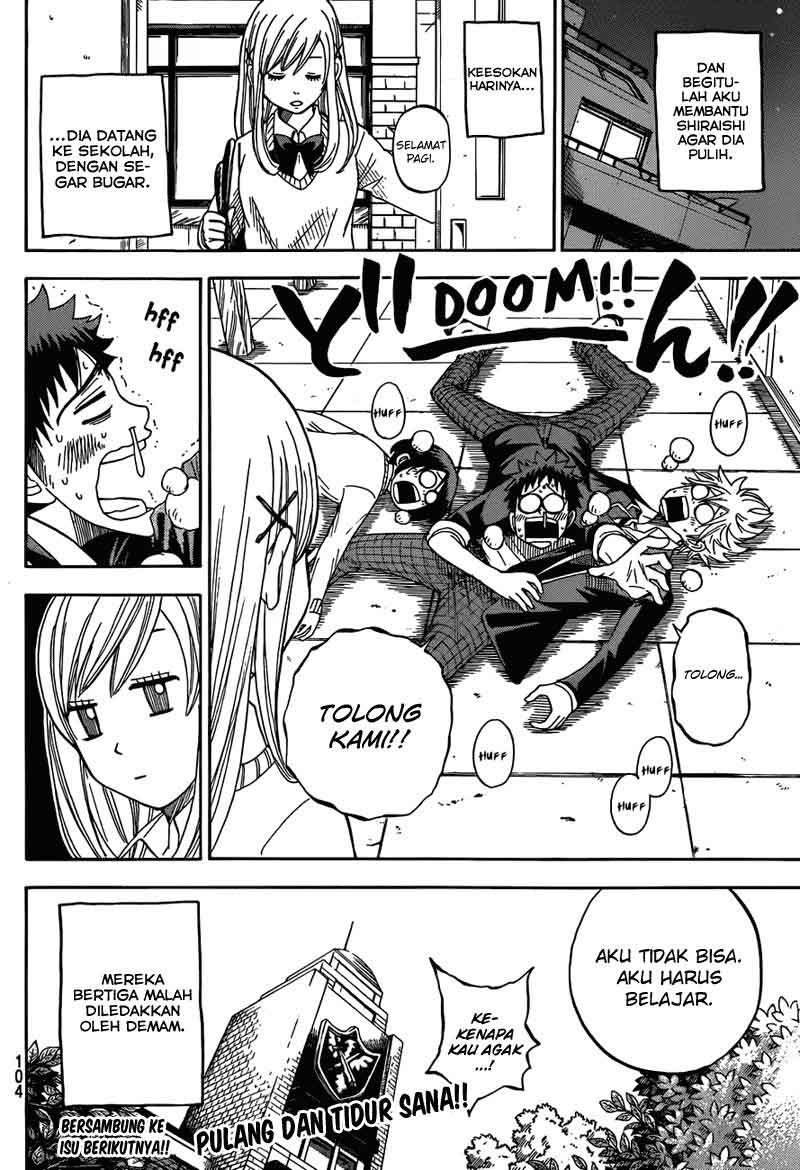 DAN
BEGITU-
LAH AKU
MEMBANTU
SHIRAISHI
AGAR DIA
PULIH.
KEESOKAN
HARINYA...
SELAMAT
PAGI.
...DIA DATANG
KE SEKOLAH,
DENGAN SE-
GAR BUGAR.
ど
DOOM!!
ん!!
HUFF
HUFF
TOLONG...
TOLONG
KAMI!!
HUFF
HUFF
HUFF
hff
hff
AKU TIDAK BISA.
AKU HARUS
BELAJAR.
KE-
KENAPA
KAU AGAK
...!
MEREKA
BERTIGA MALAH
DILEDAKKAN
OLEH DEMAM.
PULANG DAN TIDUR SANA!!
BERSAMBUNG KE
ISU BERIKUTNYA!!
104